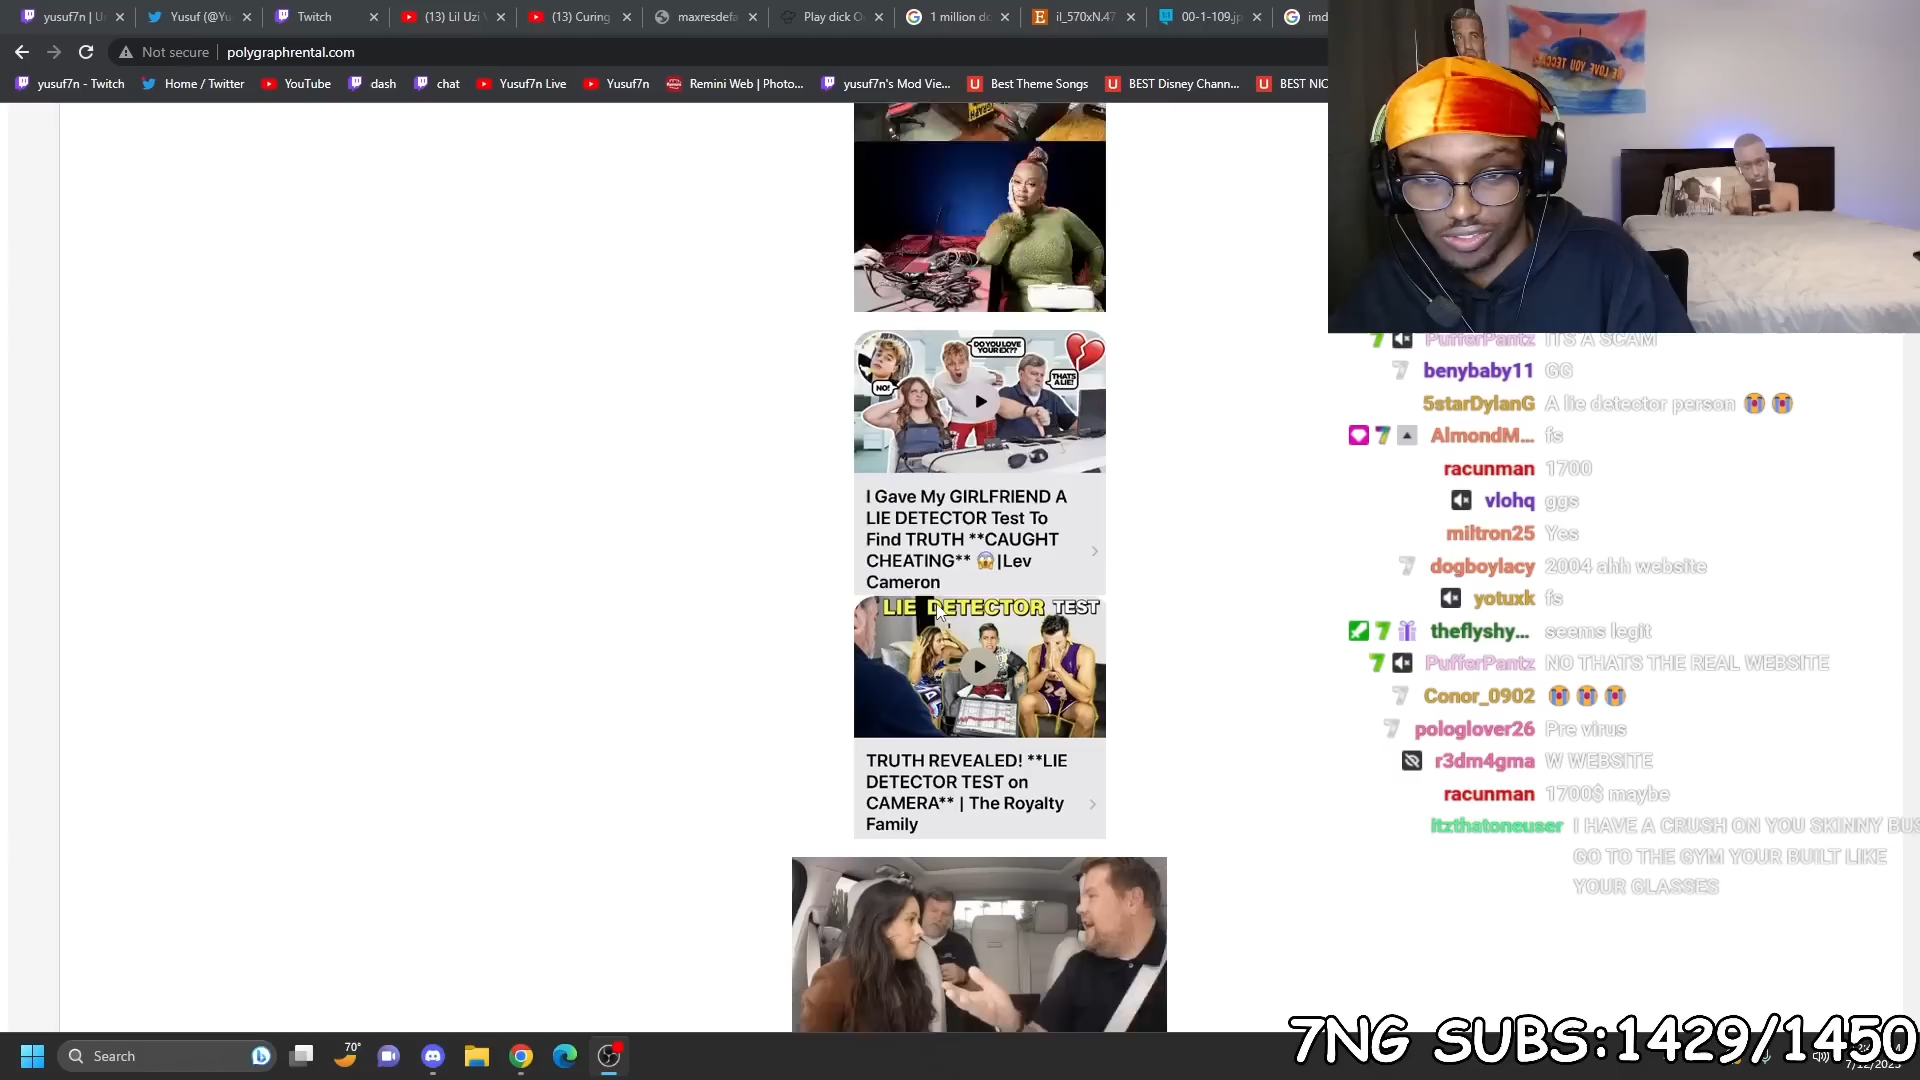 yusuf7n | U
Yusuf (@Yu
Twitch
(13) Lil Uzi
(13) Curing
maxresdefa
Play dick O
1 million do
il_570xN.47
00-1-109.jp
imd
Not secure
polygraphrental.com
yusuf7n - Twitch
Home / Twitter
YouTube
dash
chat
Yusuf7n Live
Yusuf7n
Remini Web | Photo...
yusuf7n's Mod Vie...
Best Theme Songs
BEST Disney Chann...
BEST NIC
WE LOVE YOU TECCA
DO YOU LOVE
YOUR EX??
NO!
THATS
A LIE!
I Gave My GIRLFRIEND A
LIE DETECTOR Test To
Find TRUTH **CAUGHT
CHEATING** 😱|Lev
Cameron
LIE DETECTOR TEST
TRUTH REVEALED! **LIE
DETECTOR TEST on
CAMERA** | The Royalty
Family
PufferPantz ITS A SCAM
benybaby11 GG
5starDylanG A lie detector person 😭 😭
AlmondM... fs
racunman 1700
vlohq ggs
miltron25 Yes
dogboylacy 2004 ahh website
yotuxk fs
theflyshy... seems legit
PufferPantz NO THATS THE REAL WEBSITE
Conor_0902 😭 😭 😭
pologlover26 Pre virus
r3dm4gma W WEBSITE
racunman 1700$ maybe
itzthatoneuser I HAVE A CRUSH ON YOU SKINNY BUS
GO TO THE GYM YOUR BUILT LIKE
YOUR GLASSES
7NG SUBS:1429/1450
Search
70°